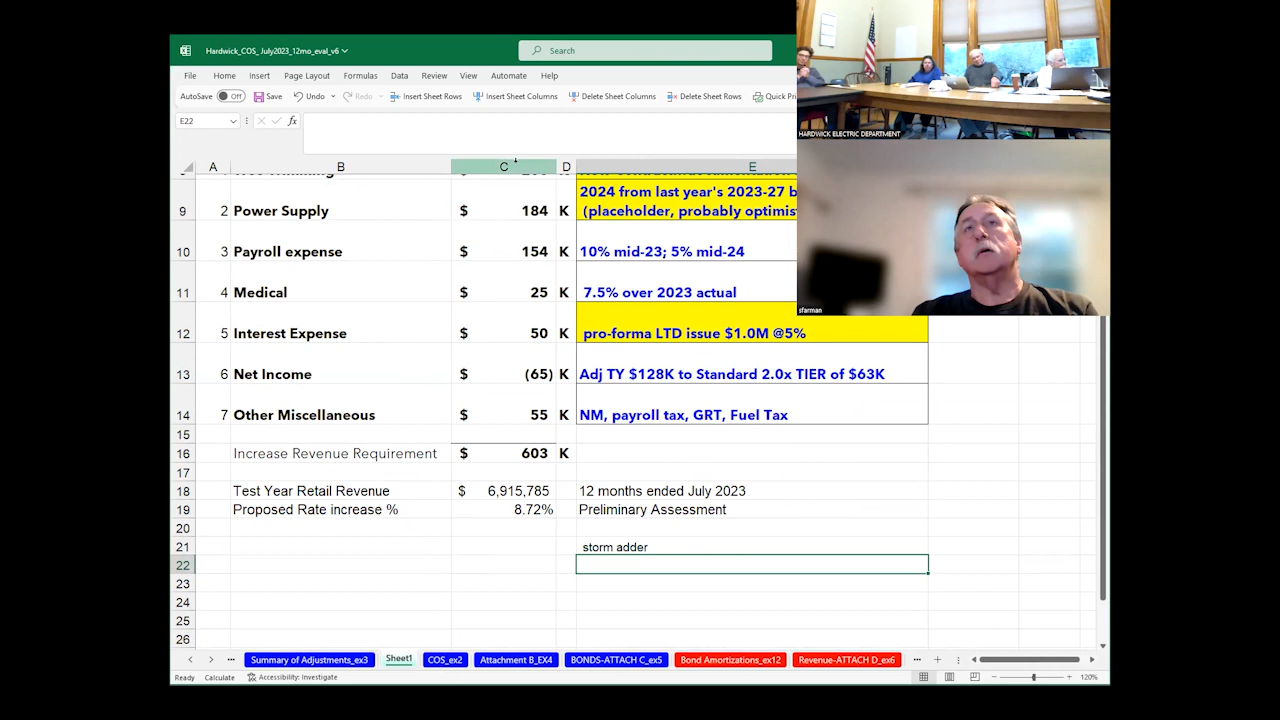 Hardwick_COS_ July2023_12mo_eval_v6
Search
File Home Insert Page Layout Formulas Data Review View Automate Help
AutoSave Off Save Undo Redo Insert Sheet Rows Insert Sheet Columns Delete Sheet Columns Delete Sheet Rows Quick Pri
E22 fx
HARDWICK ELECTRIC DEPARTMENT
A B C D E
2024 from last year's 2023-27 b
9 2 Power Supply $ 184 K (placeholder, probably optimis
10 3 Payroll expense $ 154 K 10% mid-23; 5% mid-24
11 4 Medical $ 25 K 7.5% over 2023 actual
sfarman
12 5 Interest Expense $ 50 K pro-forma LTD issue $1.0M @5%
13 6 Net Income $ (65) K Adj TY $128K to Standard 2.0x TIER of $63K
14 7 Other Miscellaneous $ 55 K NM, payroll tax, GRT, Fuel Tax
15
16 Increase Revenue Requirement $ 603 K
17
18 Test Year Retail Revenue $ 6,915,785 12 months ended July 2023
19 Proposed Rate increase % 8.72% Preliminary Assessment
20
21 storm adder
22
23
24
25
26
... Summary of Adjustments_ex3 Sheet1 COS_ex2 Attachment B_EX4 BONDS-ATTACH C_ex5 Bond Amortizations_ex12 Revenue-ATTACH D_ex6 ...
Ready Calculate Accessibility: Investigate 120%